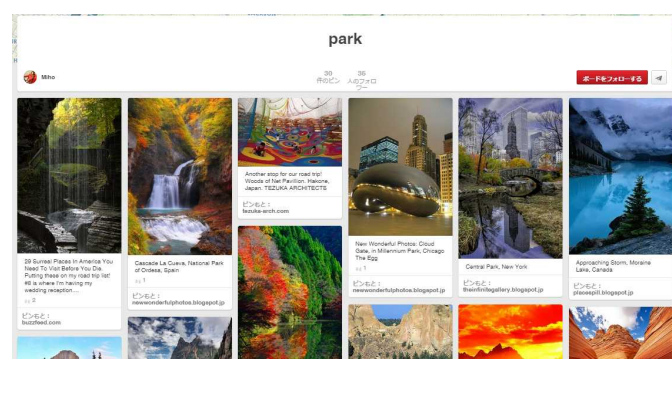 park
Miho
30
件のピン
36
人のフォロ
ワー
ボードをフォローする
29 Surreal Places in America You
Need To Visit Before You Die.
Putting these on my road trip list!
#8 is where I'm having my
wedding reception....
2
ピンもと：
buzzfeed.com
Cascade La Cueva, National Park
of Ordesa, Spain
1
ピンもと：
newwonderfulphotos.blogspot.jp
Another stop for our road trip!
Woods of Net Pavillion. Hakone,
Japan. TEZUKA ARCHITECTS
ピンもと：
tezuka-arch.com
New Wonderful Photos: Cloud
Gate, in Millennium Park, Chicago
The Egg
1
ピンもと：
newwonderfulphotos.blogspot.jp
Central Park, New York
ピンもと：
theinfinitegallery.blogspot.jp
Approaching Storm, Moraine
Lake, Canada
ピンもと：
placespill.blogspot.jp